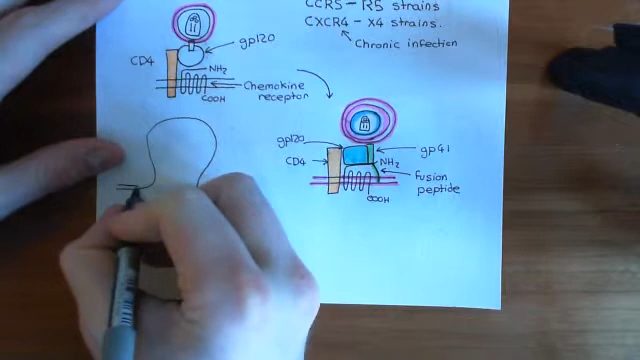 CCR5 - R5 strains
CXCR4 - X4 strains.
Chronic infection
gp120
CD4
NH2
Chemokine
receptor
COOH
gp120
gp41
CD4
NH2
Fusion
peptide
COOH